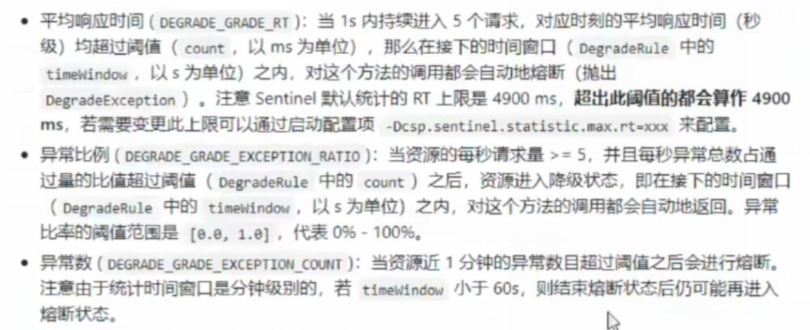 • 平均响应时间 ( DEGRADE_GRADE_RT )：当 1s 内持续进入 5 个请求，对应时刻的平均响应时间（秒
级）均超过阈值（ count ，以 ms 为单位），那么在接下的时间窗口（ DegradeRule 中的
timeWindow ，以 s 为单位）之内，对这个方法的调用都会自动地熔断（抛出
DegradeException ）。注意 Sentinel 默认统计的 RT 上限是 4900 ms，超出此阈值的都会算作 4900
ms，若需要变更此上限可以通过启动配置项 -Dcsp.sentinel.statistic.max.rt=xxx 来配置。
• 异常比例 ( DEGRADE_GRADE_EXCEPTION_RATIO )：当资源的每秒请求量 >= 5，并且每秒异常总数占通
过量的比值超过阈值（ DegradeRule 中的 count ）之后，资源进入降级状态，即在接下的时间窗口
（ DegradeRule 中的 timeWindow ，以 s 为单位）之内，对这个方法的调用都会自动地返回。异常
比率的阈值范围是 [0.0, 1.0] ，代表 0% - 100%。
• 异常数 ( DEGRADE_GRADE_EXCEPTION_COUNT )：当资源近 1 分钟的异常数目超过阈值之后会进行熔断。
注意由于统计时间窗口是分钟级别的，若 timeWindow 小于 60s，则结束熔断状态后仍可能再进入
熔断状态。